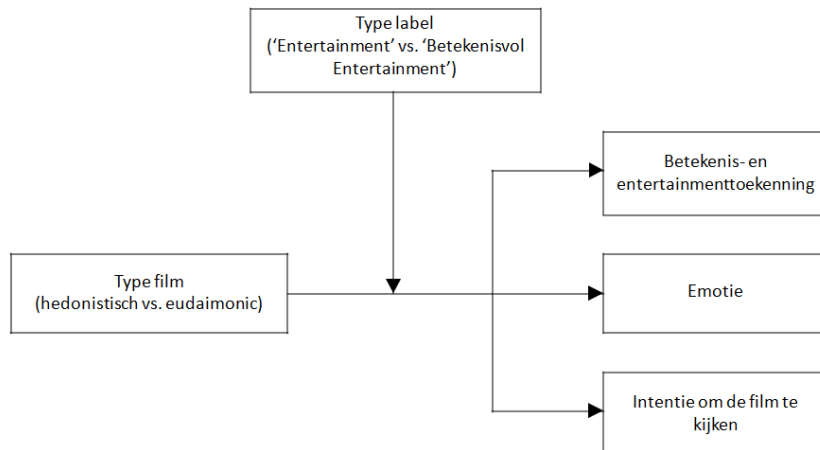 Type label
(‘Entertainment’ vs. ‘Betekenisvol
Entertainment’)
Betekenis- en
entertainmenttoekenning
Type film
(hedonistisch vs. eudaimonic)
Emotie
Intentie om de film te
kijken